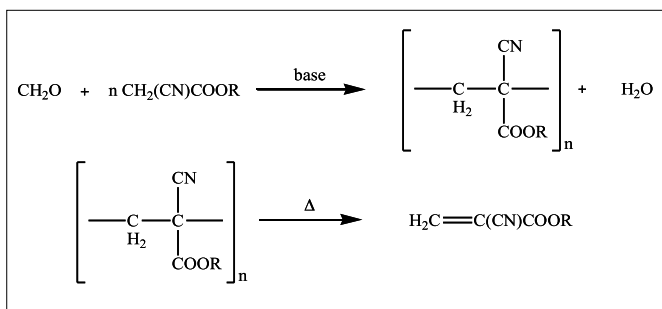 CN
base
CH₂O + n CH₂(CN)COOR C C + H₂O
H₂
COOR
n
CN
Δ
C C H₂C C(CN)COOR
H₂
COOR
n